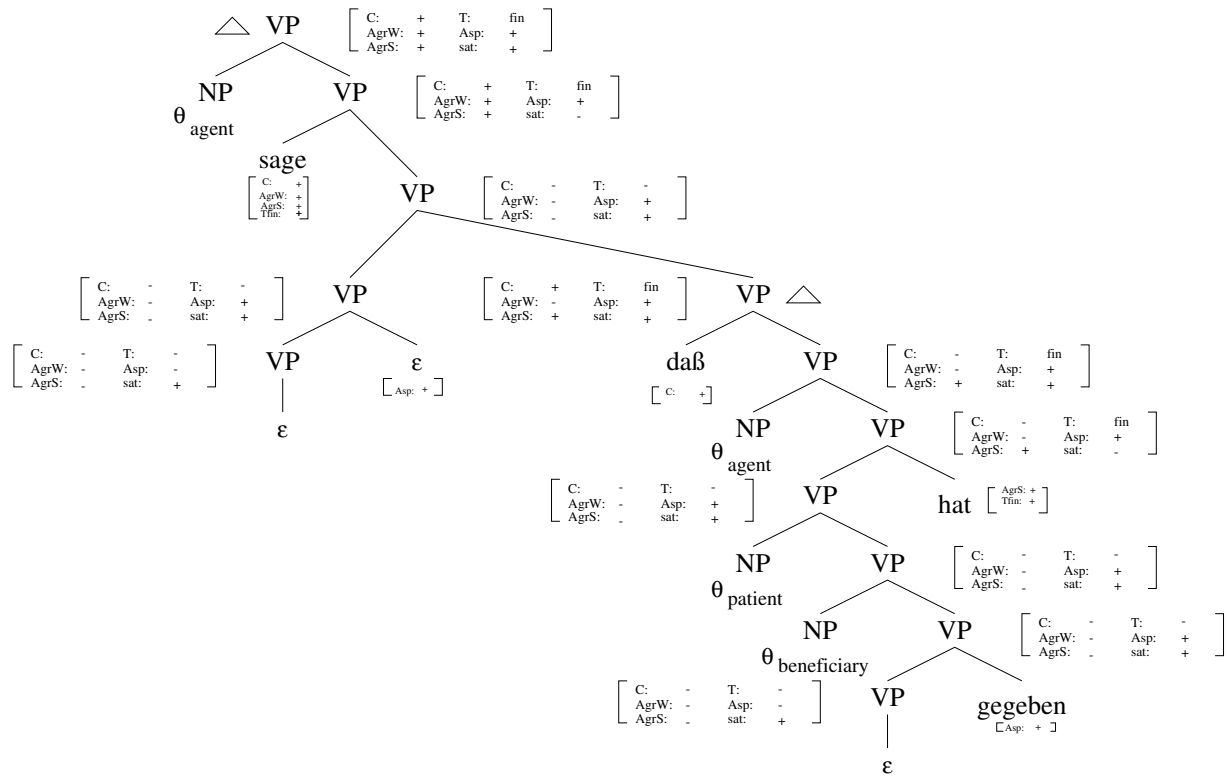 VP
C: + T: fin
AgrW: + Asp: +
AgrS: + sat: +
NP
θ agent
VP
C: + T: fin
AgrW: + Asp: +
AgrS: + sat: -
sage
C: +
AgrW: +
AgrS: +
Tfin: +
VP
C: - T: -
AgrW: - Asp: +
AgrS: - sat: +
C: - T: -
AgrW: - Asp: +
AgrS: - sat: +
VP
C: + T: fin
AgrW: - Asp: +
AgrS: + sat: +
VP
C: - T: -
AgrW: - Asp: -
AgrS: - sat: +
VP
ε
ε
Asp: +
daß
C: +
VP
C: - T: fin
AgrW: - Asp: +
AgrS: + sat: +
NP
θ agent
VP
C: - T: fin
AgrW: - Asp: +
AgrS: + sat: -
C: - T: -
AgrW: - Asp: +
AgrS: - sat: +
VP
hat
AgrS: +
Tfin: +
NP
θ patient
VP
C: - T: -
AgrW: - Asp: +
AgrS: - sat: +
NP
θ beneficiary
VP
C: - T: -
AgrW: - Asp: +
AgrS: - sat: +
C: - T: -
AgrW: - Asp: -
AgrS: - sat: +
VP
ε
gegeben
Asp: +